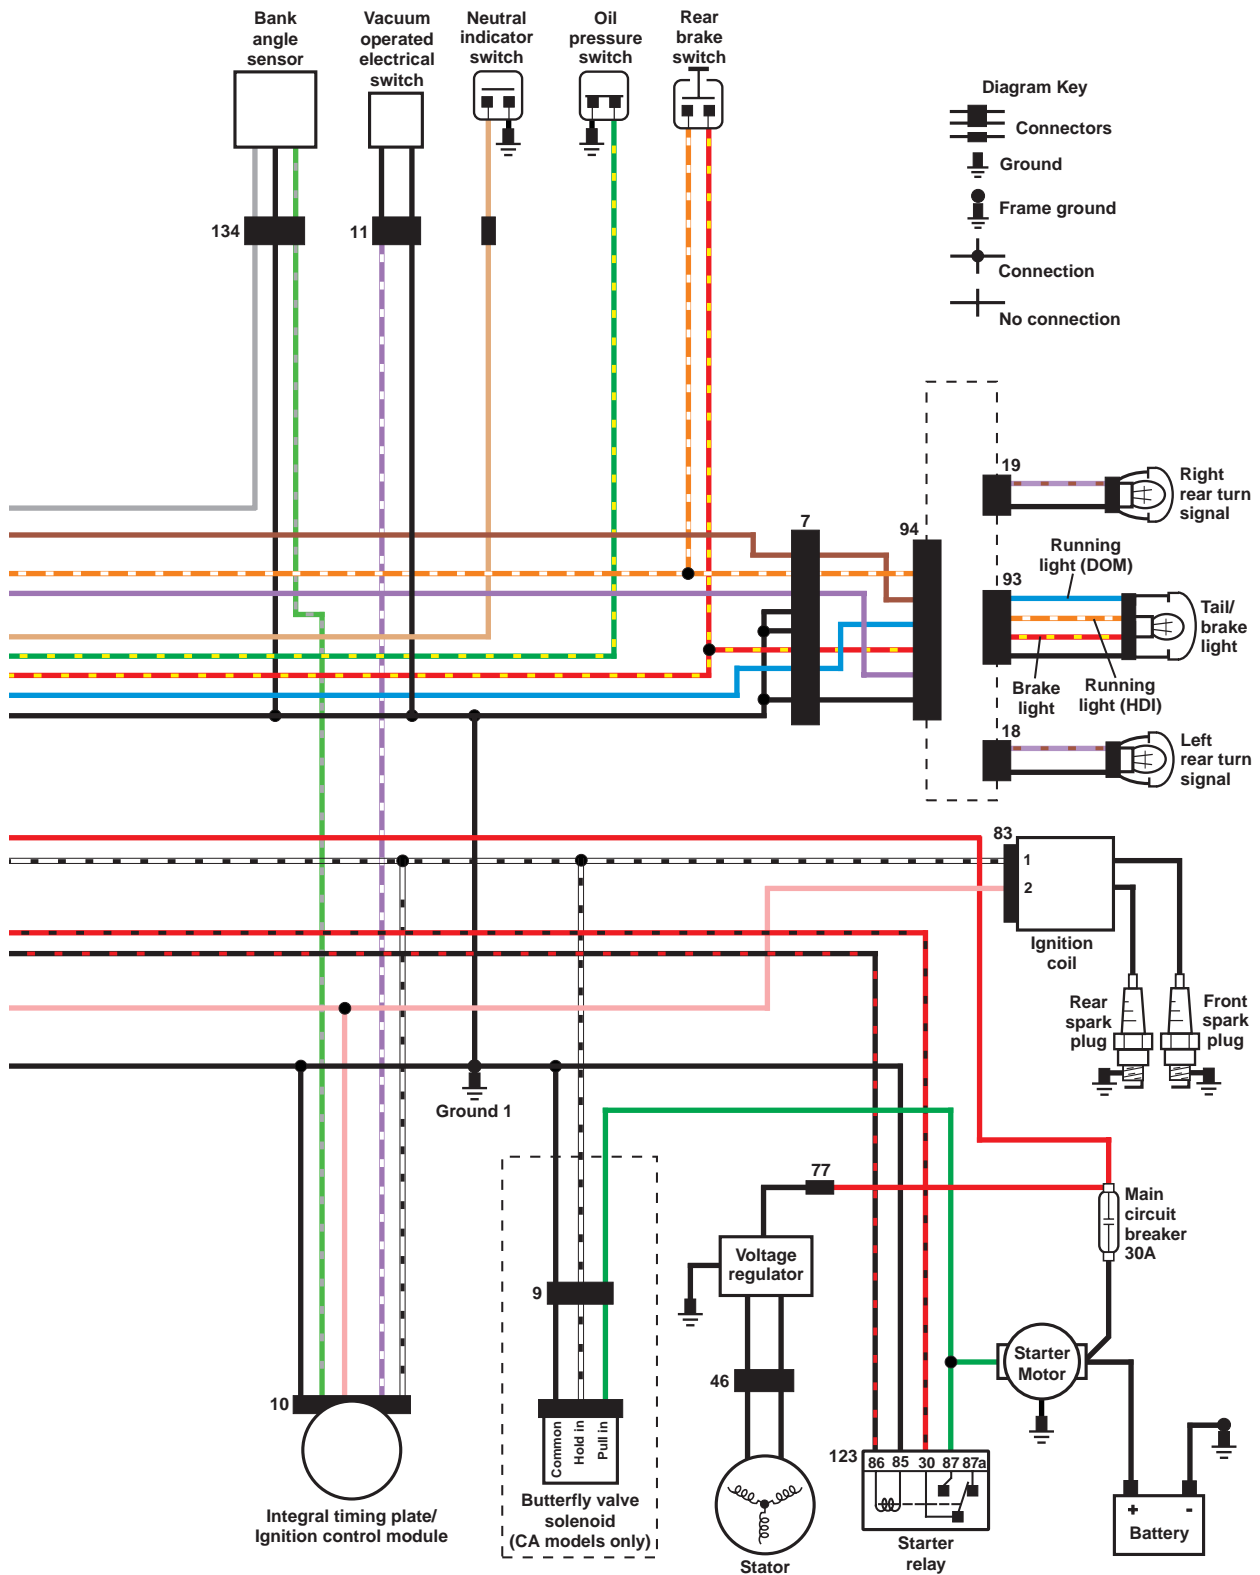 Bank
angle
sensor
Vacuum
operated
electrical
switch
Neutral
indicator
switch
Oil
pressure
switch
Rear
brake
switch
Diagram Key
Connectors
Ground
Frame ground
Connection
No connection
134
11
7
94
19
Right
rear turn
signal
Running
light (DOM)
93
Tail/
brake
light
Brake
light
Running
light (HDI)
18
Left
rear turn
signal
83
1
2
Ignition
coil
Rear
spark
plug
Front
spark
plug
Ground 1
77
Main
circuit
breaker
30A
Voltage
regulator
9
46
Starter
Motor
10
Common
Hold in
Pull in
123
86 85 30 87 87a
Integral timing plate/
Ignition control module
Butterfly valve
solenoid
(CA models only)
Stator
Starter
relay
+ -
Battery